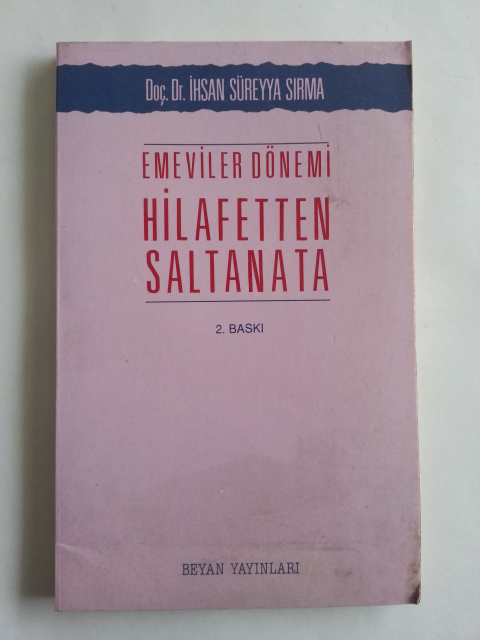 Doç. Dr. İHSAN SÜREYYA SIRMA
EMEVİLER DÖNEMİ
HİLAFETTEN
SALTANATA
2. BASKI
BEYAN YAYINLARI